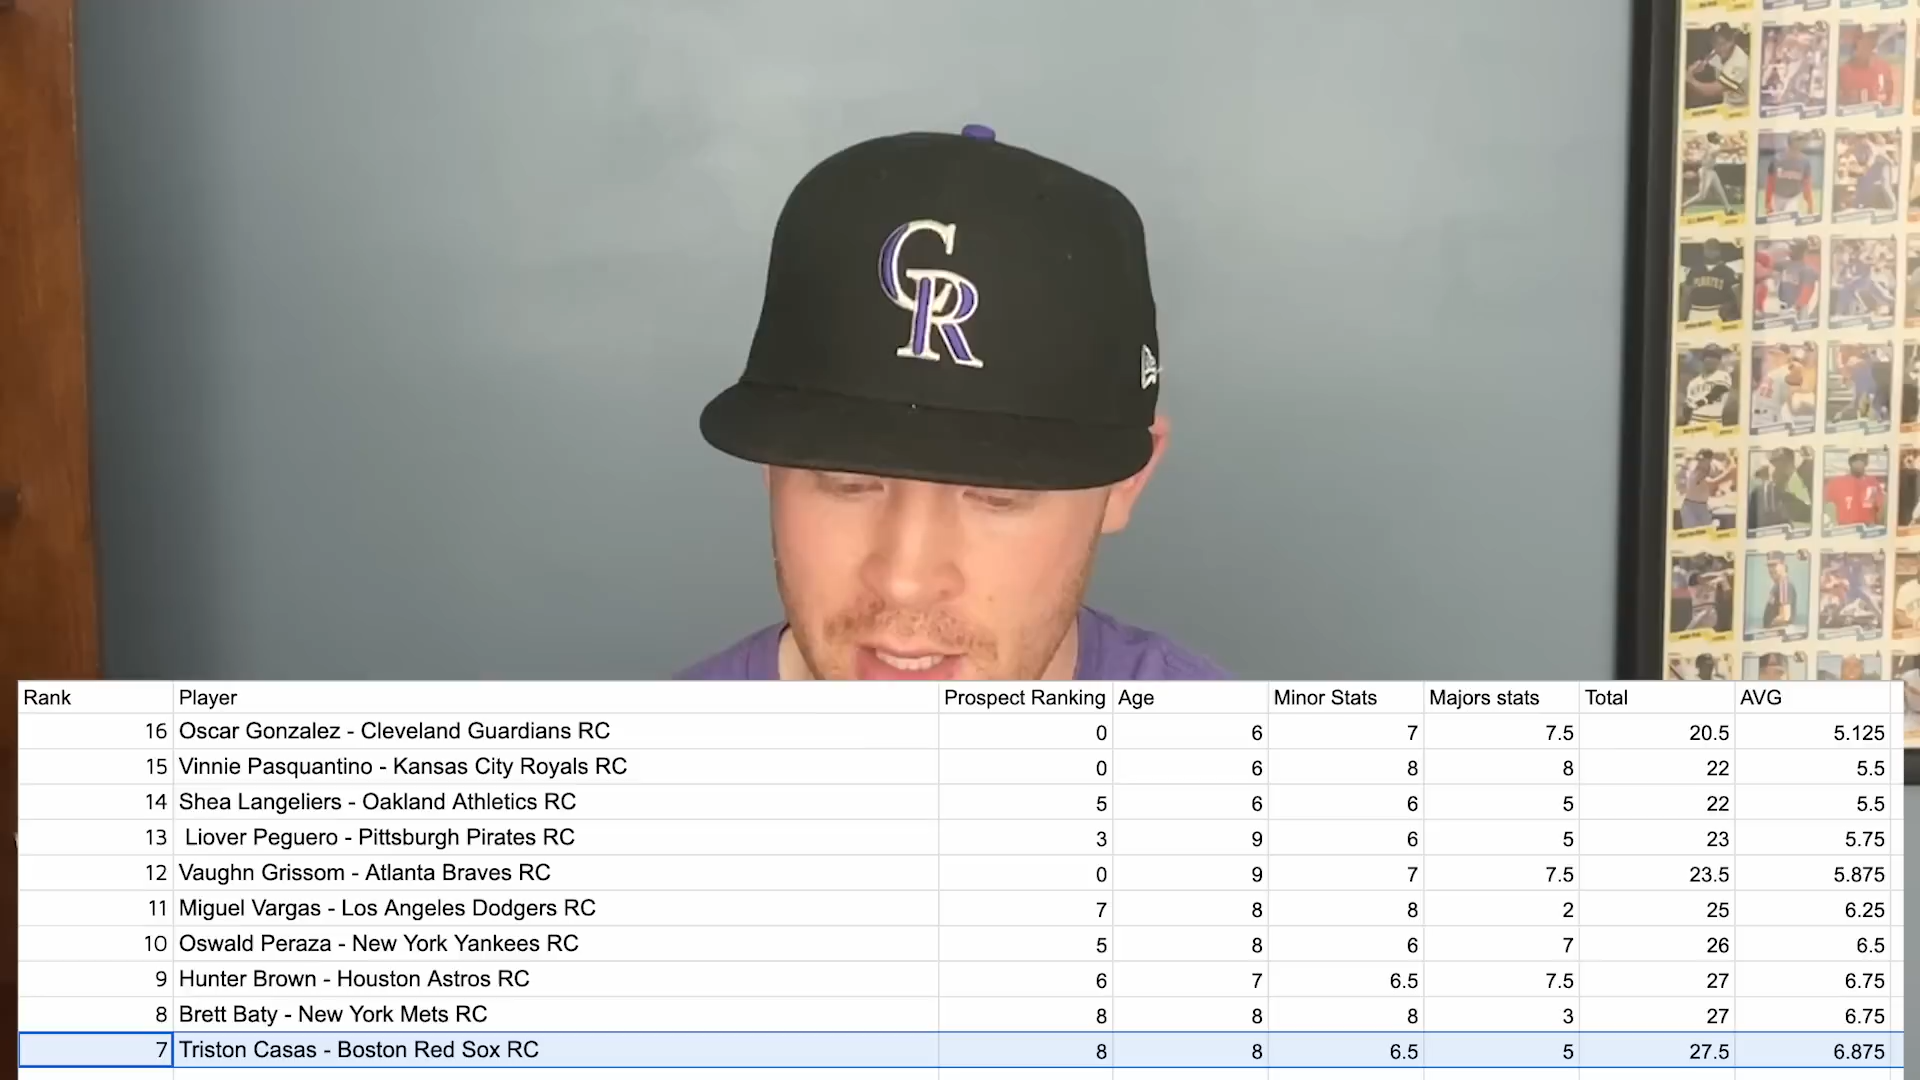 CR
Rank Player Prospect Ranking Age Minor Stats Majors stats Total AVG
16 Oscar Gonzalez - Cleveland Guardians RC 0 6 7 7.5 20.5 5.125
15 Vinnie Pasquantino - Kansas City Royals RC 0 6 8 8 22 5.5
14 Shea Langeliers - Oakland Athletics RC 5 6 6 5 22 5.5
13 Liover Peguero - Pittsburgh Pirates RC 3 9 6 5 23 5.75
12 Vaughn Grissom - Atlanta Braves RC 0 9 7 7.5 23.5 5.875
11 Miguel Vargas - Los Angeles Dodgers RC 7 8 8 2 25 6.25
10 Oswald Peraza - New York Yankees RC 5 8 6 7 26 6.5
9 Hunter Brown - Houston Astros RC 6 7 6.5 7.5 27 6.75
8 Brett Baty - New York Mets RC 8 8 8 3 27 6.75
7 Triston Casas - Boston Red Sox RC 8 8 6.5 5 27.5 6.875